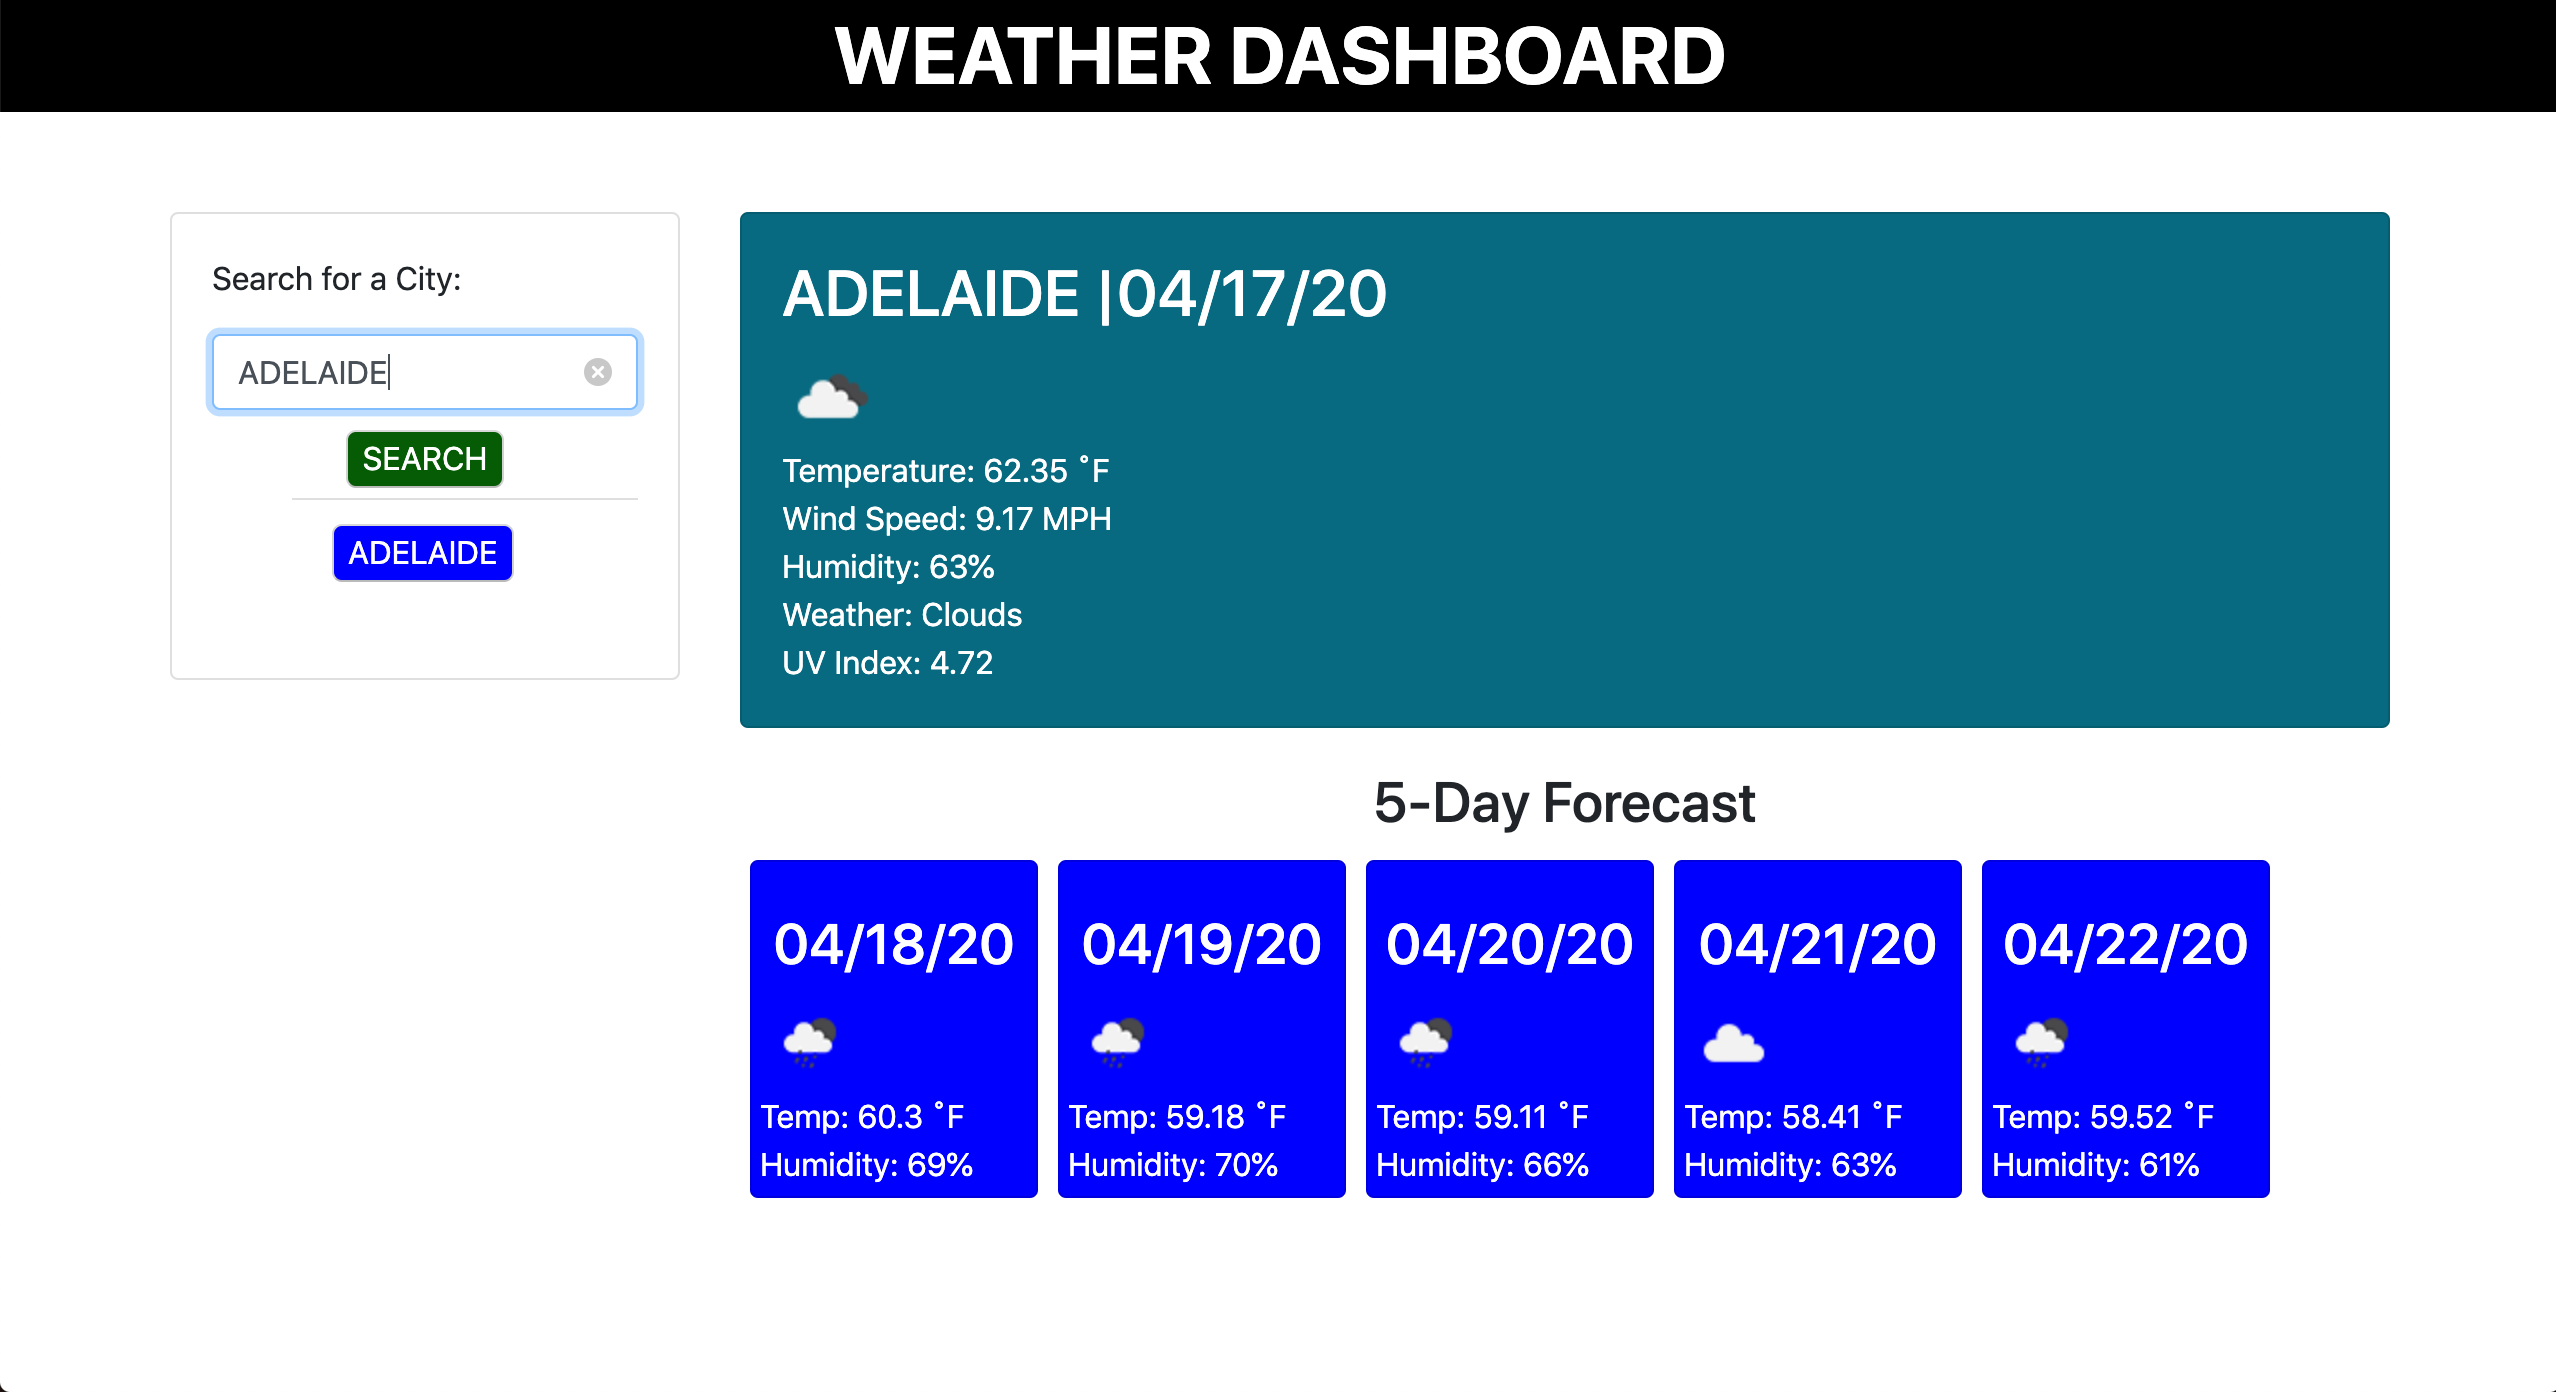 WEATHER DASHBOARD
Search for a City:
ADELAIDE
SEARCH
ADELAIDE
ADELAIDE |04/17/20
Temperature: 62.35 ˚F
Wind Speed: 9.17 MPH
Humidity: 63%
Weather: Clouds
UV Index: 4.72
5-Day Forecast
04/18/20
Temp: 60.3 ˚F
Humidity: 69%
04/19/20
Temp: 59.18 ˚F
Humidity: 70%
04/20/20
Temp: 59.11 ˚F
Humidity: 66%
04/21/20
Temp: 58.41 ˚F
Humidity: 63%
04/22/20
Temp: 59.52 ˚F
Humidity: 61%